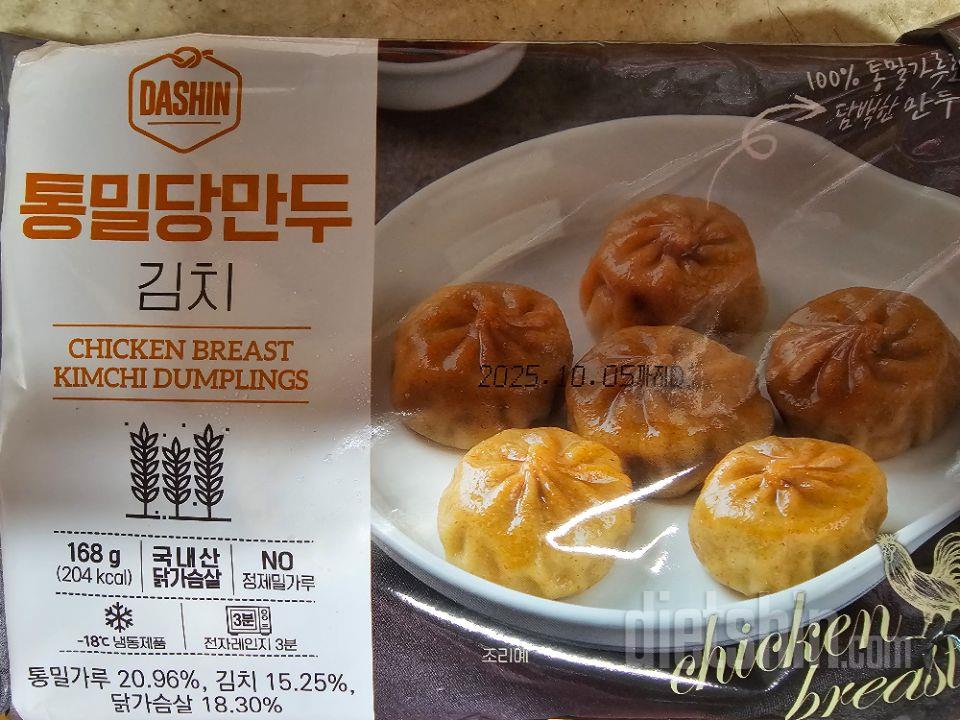 DASHIN
통밀당만두
김치
CHICKEN BREAST
KIMCHI DUMPLINGS
168 g
(204 kcal)
국내산
닭가슴살
NO
정제밀가루
-18℃ 냉동제품
3분
전자레인지 3분
통밀가루 20.96%, 김치 15.25%,
닭가슴살 18.30%
100% 통밀가루로
담백한 만두
2025.10.05까지
조리예
dietshin.com
chicken
breast